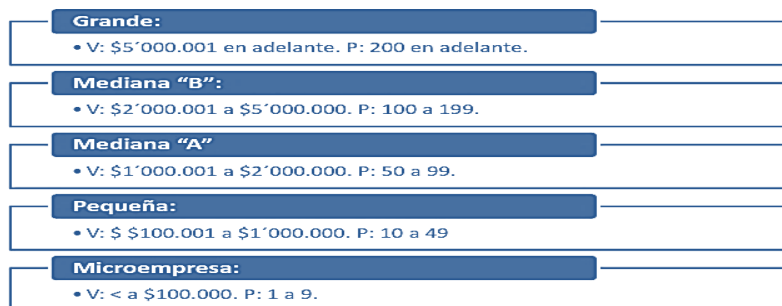 Grande:
• V: $5´000.001 en adelante. P: 200 en adelante.
Mediana “B”:
• V: $2´000.001 a $5´000.000. P: 100 a 199.
Mediana “A”
• V: $1´000.001 a $2´000.000. P: 50 a 99.
Pequeña:
• V: $ $100.001 a $1´000.000. P: 10 a 49
Microempresa:
• V: < a $100.000. P: 1 a 9.